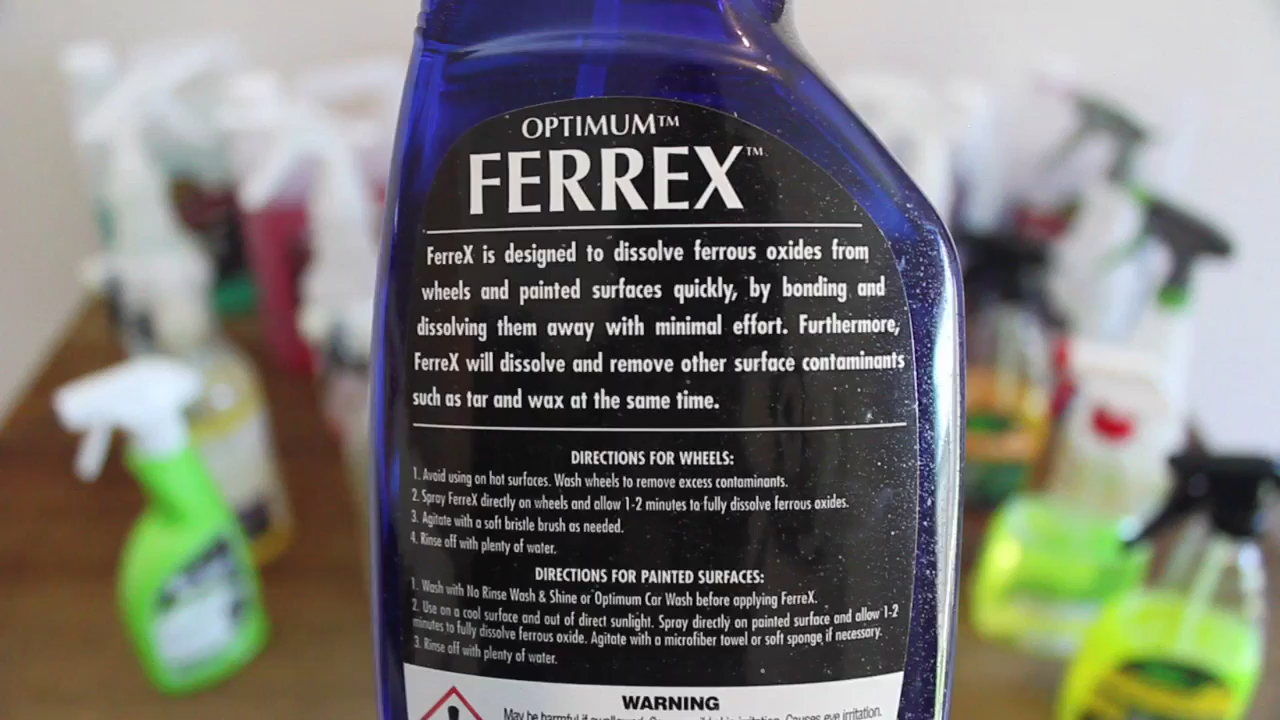 OPTIMUM™
FERREX™
FerreX is designed to dissolve ferrous oxides from
wheels and painted surfaces quickly, by bonding and
dissolving them away with minimal effort. Furthermore,
FerreX will dissolve and remove other surface contaminants
such as tar and wax at the same time.
DIRECTIONS FOR WHEELS:
1. Avoid using on hot surfaces. Wash wheels to remove excess contaminants.
2. Spray FerreX directly on wheels and allow 1-2 minutes to fully dissolve ferrous oxides.
3. Agitate with a soft bristle brush as needed.
4. Rinse off with plenty of water.
DIRECTIONS FOR PAINTED SURFACES:
1. Wash with No Rinse Wash & Shine or Optimum Car Wash before applying FerreX.
2. Use on a cool surface and out of direct sunlight. Spray directly on painted surface and allow 1-2
minutes to fully dissolve ferrous oxide. Agitate with a microfiber towel or soft sponge if necessary.
3. Rinse off with plenty of water.
WARNING
May be harmful if swallowed. Causes eye irritation.